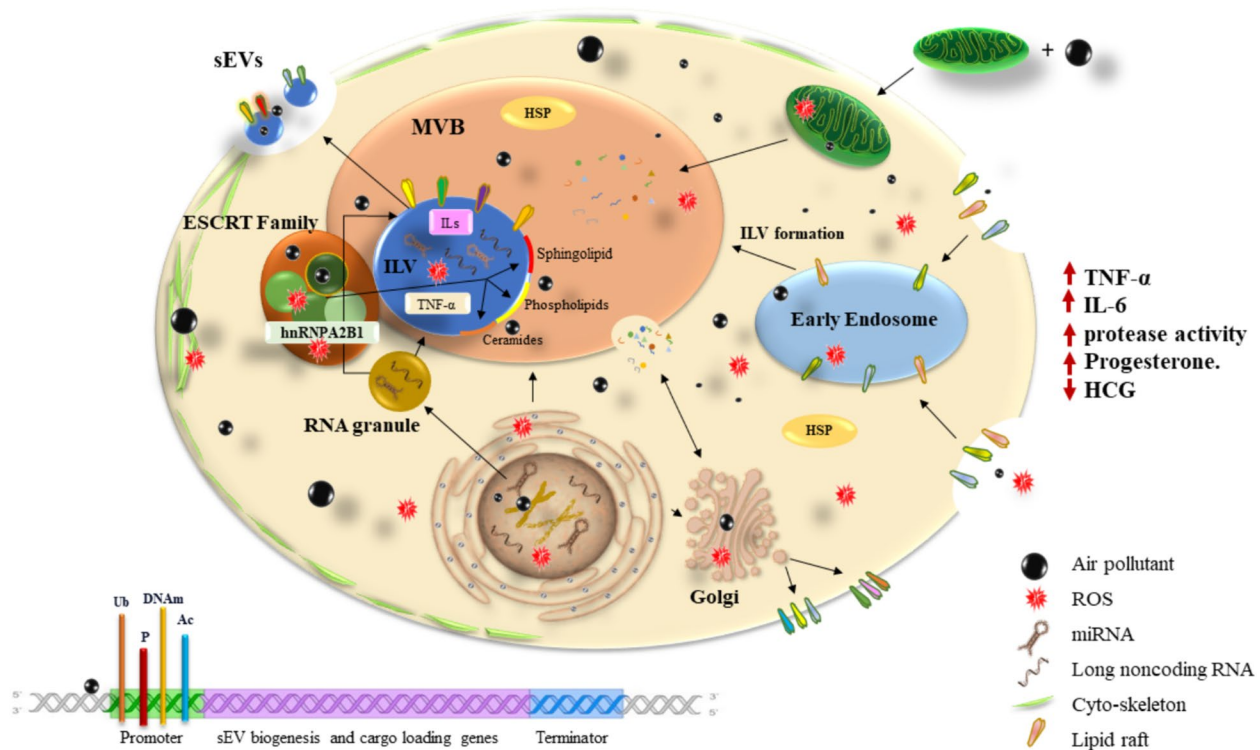 sEVs
+
MVB
HSP
ESCRT Family
ILs
ILV
TNF-α
Sphingolipid
Phospholipids
Ceramides
hnRNPA2B1
RNA granule
ILV formation
Early Endosome
HSP
Golgi
TNF-α
IL-6
protease activity
Progesterone.
HCG
Air pollutant
ROS
miRNA
Long noncoding RNA
Cyto-skeleton
Lipid raft
Ub
P
DNAm
Ac
5'
5'
3'
3'
Promoter
sEV biogenesis and cargo loading genes
Terminator